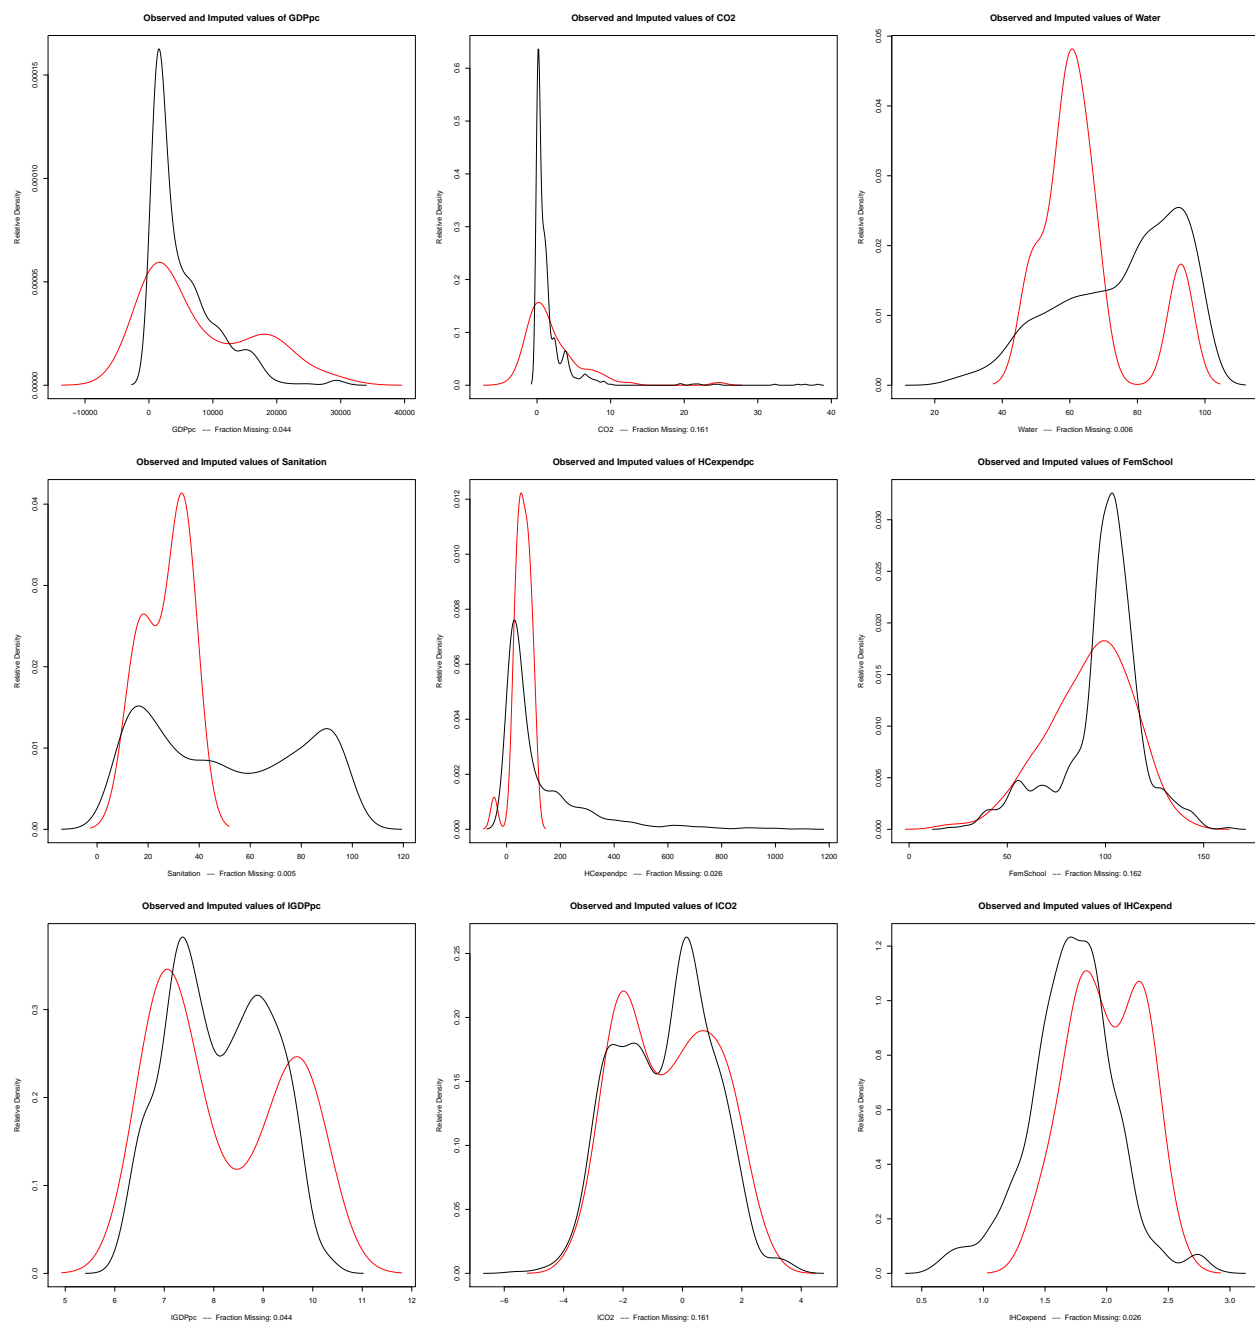 Observed and Imputed values of GDPpc
Relative Density
0.00000
0.00005
0.00010
0.00015
−10000 0 10000 20000 30000 40000
GDPpc −− Fraction Missing: 0.044
Observed and Imputed values of CO2
Relative Density
0.0
0.1
0.2
0.3
0.4
0.5
0.6
0 10 20 30 40
CO2 −− Fraction Missing: 0.161
Observed and Imputed values of Water
Relative Density
0.00
0.01
0.02
0.03
0.04
0.05
20 40 60 80 100
Water −− Fraction Missing: 0.006
Observed and Imputed values of Sanitation
Relative Density
0.00
0.01
0.02
0.03
0.04
0 20 40 60 80 100 120
Sanitation −− Fraction Missing: 0.005
Observed and Imputed values of HCexpendpc
Relative Density
0.000
0.002
0.004
0.006
0.008
0.010
0.012
0 200 400 600 800 1000 1200
HCexpendpc −− Fraction Missing: 0.026
Observed and Imputed values of FemSchool
Relative Density
0.000
0.005
0.010
0.015
0.020
0.025
0.030
0 50 100 150
FemSchool −− Fraction Missing: 0.162
Observed and Imputed values of lGDPpc
Relative Density
0.0
0.1
0.2
0.3
5 6 7 8 9 10 11 12
lGDPpc −− Fraction Missing: 0.044
Observed and Imputed values of lCO2
Relative Density
0.00
0.05
0.10
0.15
0.20
0.25
−4 −2 0 2 4
lCO2 −− Fraction Missing: 0.161
Observed and Imputed values of lHCexpend
Relative Density
0.0
0.2
0.4
0.6
0.8
1.0
1.2
0.5 1.0 1.5 2.0 2.5 3.0
lHCexpend −− Fraction Missing: 0.026